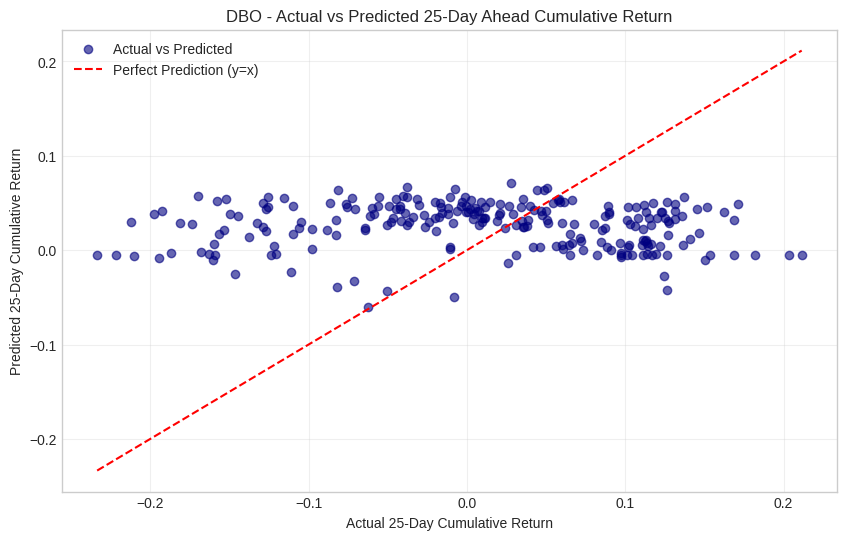 DBO - Actual vs Predicted 25-Day Ahead Cumulative Return
Actual vs Predicted
Perfect Prediction (y=x)
Predicted 25-Day Cumulative Return
0.2
0.1
0.0
−0.1
−0.2
−0.2
−0.1
0.0
0.1
0.2
Actual 25-Day Cumulative Return